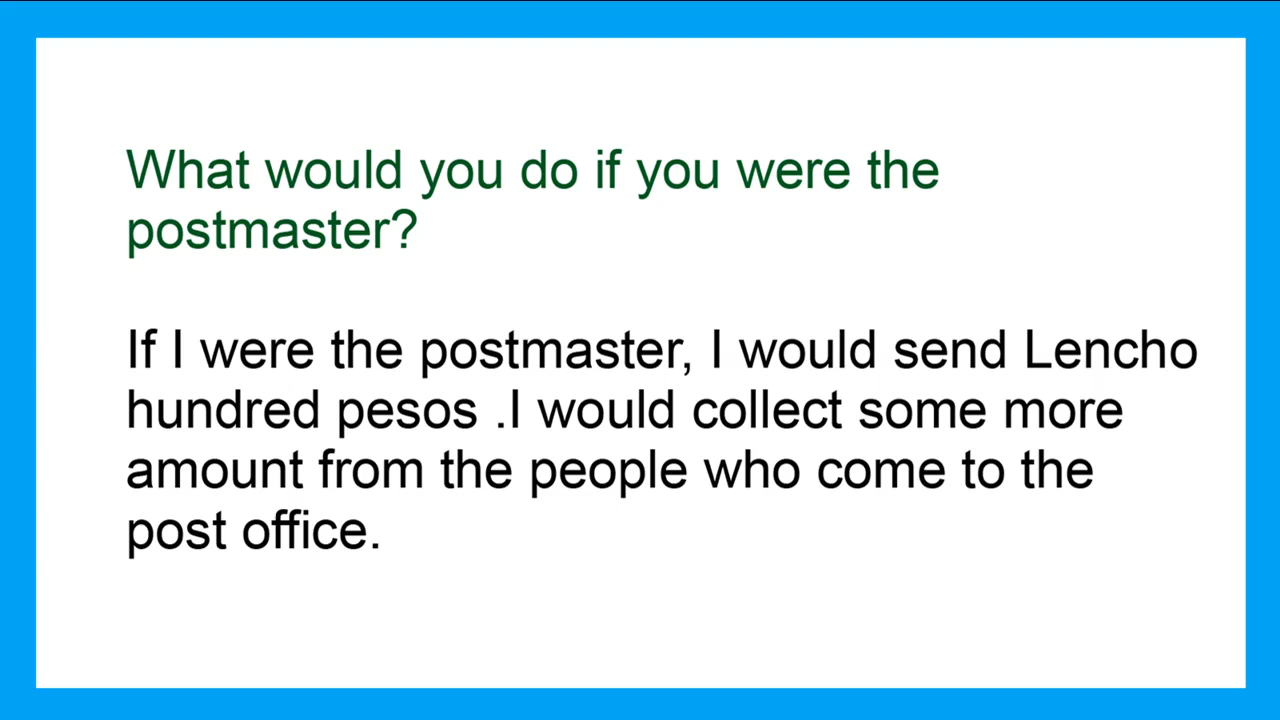 What would you do if you were the
postmaster?
If I were the postmaster, I would send Lencho
hundred pesos .I would collect some more
amount from the people who come to the
post office.